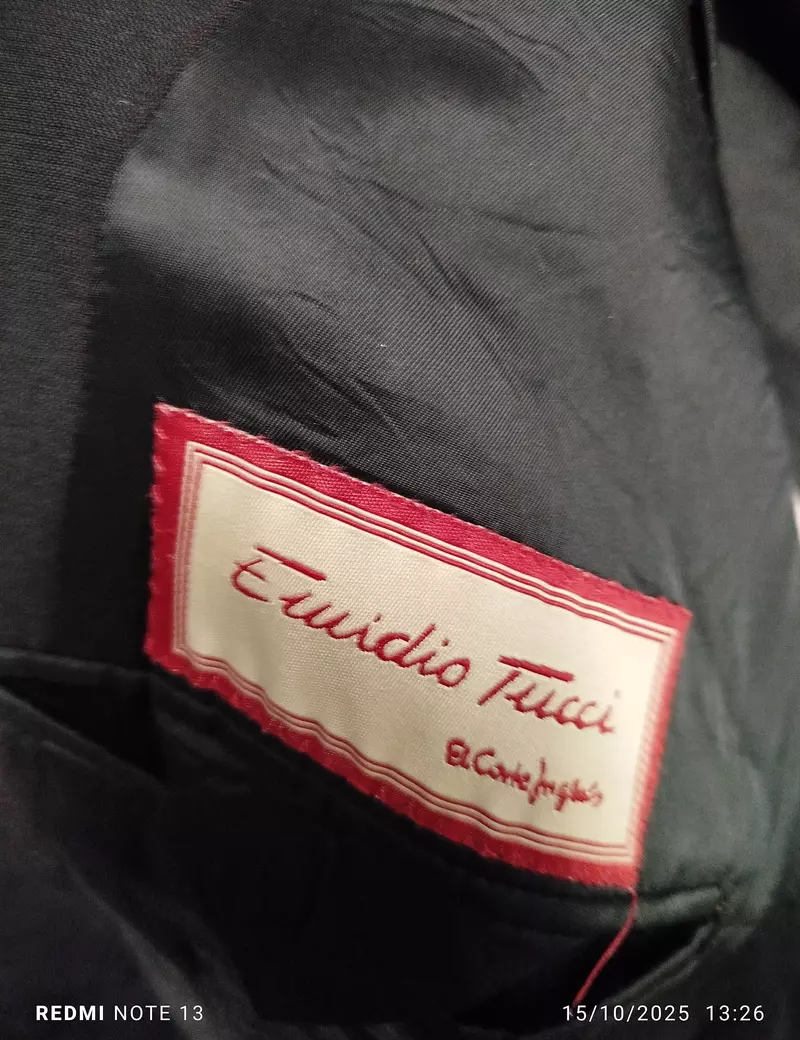 Emidio Tucci
El Corte Inglés
REDMI NOTE 13
15/10/2025 13:26